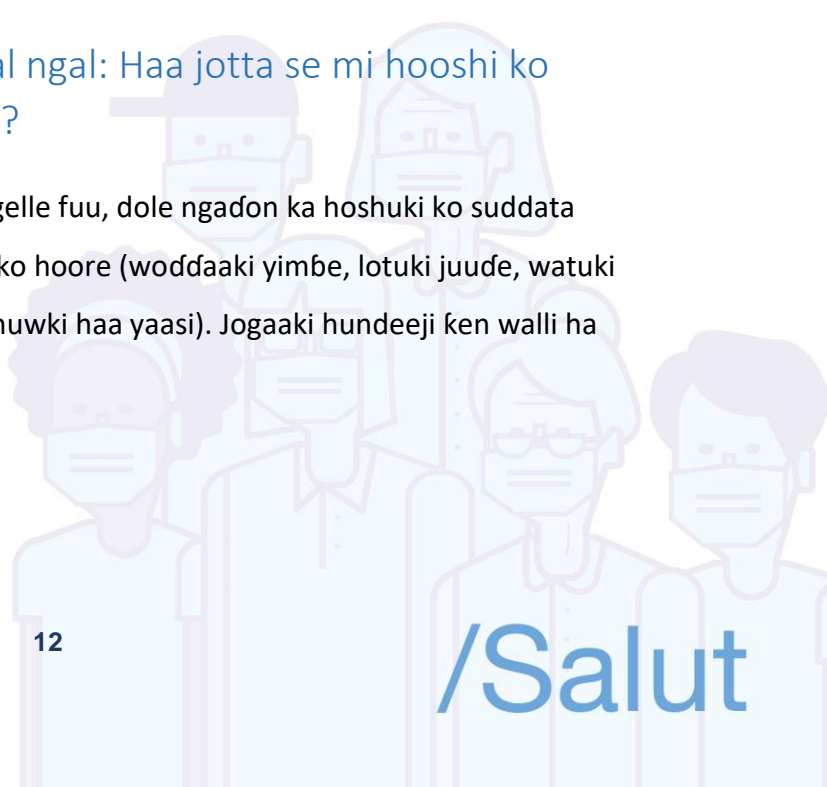 al ngal: Haa jotta se mi hooshi ko
?
gelle fuu, dole ngaɗon ka hoshuki ko suddata
ko hoore (woɗɗaaki yimɓe, lotuki juuɗe, watuki
huwki haa yaasi). Jogaaki hundeeji ƙen walli ha
12
/Salut